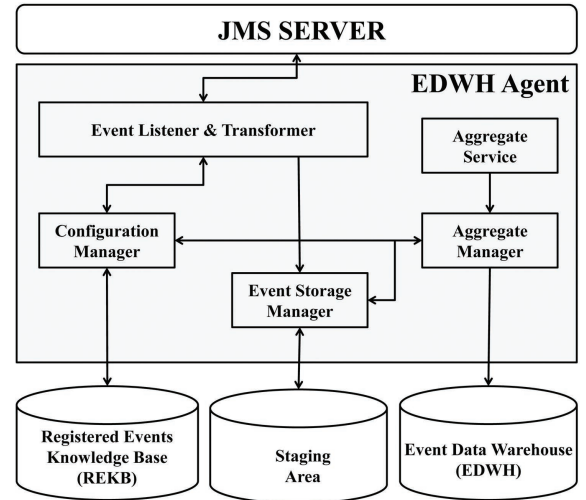 JMS SERVER
EDWH Agent
Event Listener & Transformer
Aggregate
Service
Configuration
Manager
Aggregate
Manager
Event Storage
Manager
Registered Events
Knowledge Base
(REKB)
Staging
Area
Event Data Warehouse
(EDWH)